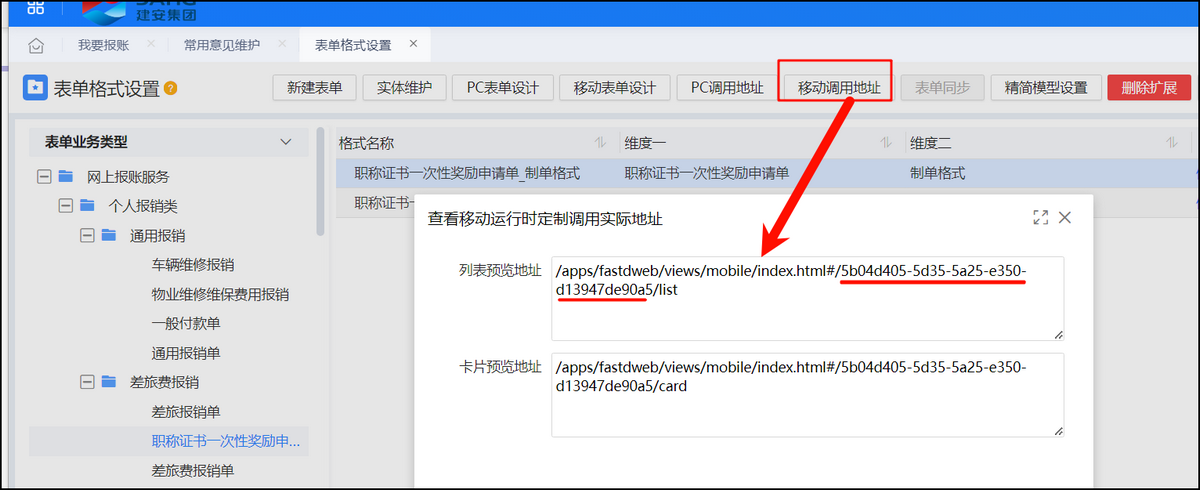 建安集团
我要报账
常用意见维护
表单格式设置
表单格式设置
新建表单
实体维护
PC表单设计
移动表单设计
PC调用地址
移动调用地址
表单同步
精简模型设置
删除扩展
表单业务类型
网上报账服务
个人报销类
通用报销
车辆维修报销
物业维修维保费用报销
一般付款单
通用报销单
差旅费报销
差旅报销单
职称证书一次性奖励申...
差旅费报销单
格式名称
维度一
维度二
职称证书一次性奖励申请单_制单格式
职称证书一次性奖励申请单
制单格式
职称证书一
查看移动运行时定制调用实际地址
列表预览地址
/apps/fastdweb/views/mobile/index.html#/5b04d405-5d35-5a25-e350-
d13947de90a5/list
卡片预览地址
/apps/fastdweb/views/mobile/index.html#/5b04d405-5d35-5a25-e350-
d13947de90a5/card